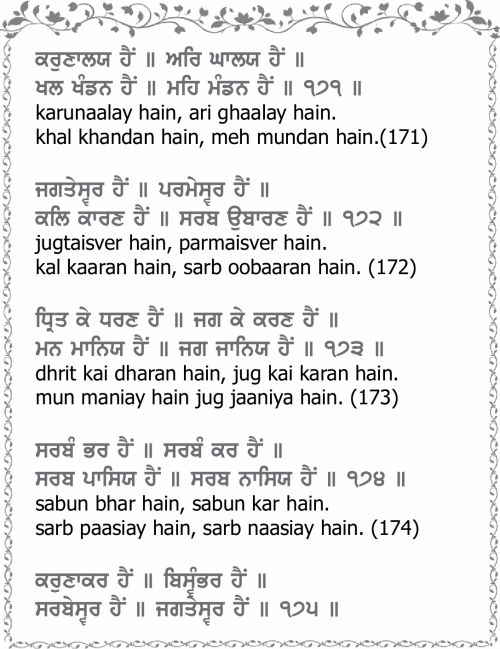 ਕਰੁਣਾਲਯ ਹੈਂ ॥ ਅਰਿ ਘਾਲਯ ਹੈਂ ॥
ਖਲ ਖੰਡਨ ਹੈਂ ॥ ਮਹਿ ਮੰਡਨ ਹੈਂ ॥ ੧੭੧ ॥
karunaalay hain, ari ghaalay hain.
khal khandan hain, meh mundan hain.(171)
ਜਗਤੇਸ੍ਵਰ ਹੈਂ ॥ ਪਰਮੇਸ੍ਵਰ ਹੈਂ ॥
ਕਲਿ ਕਾਰਣ ਹੈਂ ॥ ਸਰਬ ਉਬਾਰਣ ਹੈਂ ॥ ੧੭੨ ॥
jugtaisver hain, parmaisver hain.
kal kaaran hain, sarb oobaaran hain. (172)
ਧ੍ਰਿਤ ਕੇ ਧਰਣ ਹੈਂ ॥ ਜਗ ਕੇ ਕਰਣ ਹੈਂ ॥
ਮਨ ਮਾਨਿਯ ਹੈਂ ॥ ਜਗ ਜਾਨਿਯ ਹੈਂ ॥ ੧੭੩ ॥
dhrit kai dharan hain, jug kai karan hain.
mun maniay hain jug jaaniya hain. (173)
ਸਰਬੰ ਭਰ ਹੈਂ ॥ ਸਰਬੰ ਕਰ ਹੈਂ ॥
ਸਰਬ ਪਾਸਿਯ ਹੈਂ ॥ ਸਰਬ ਨਾਸਿਯ ਹੈਂ ॥ ੧੭੪ ॥
sabun bhar hain, sabun kar hain.
sarb paasiay hain, sarb naasiay hain. (174)
ਕਰੁਣਾਕਰ ਹੈਂ ॥ ਬਿਸ੍ਵੰਭਰ ਹੈਂ ॥
ਸਰਬੇਸ੍ਵਰ ਹੈਂ ॥ ਜਗਤੇਸ੍ਵਰ ਹੈਂ ॥ ੧੭੫ ॥